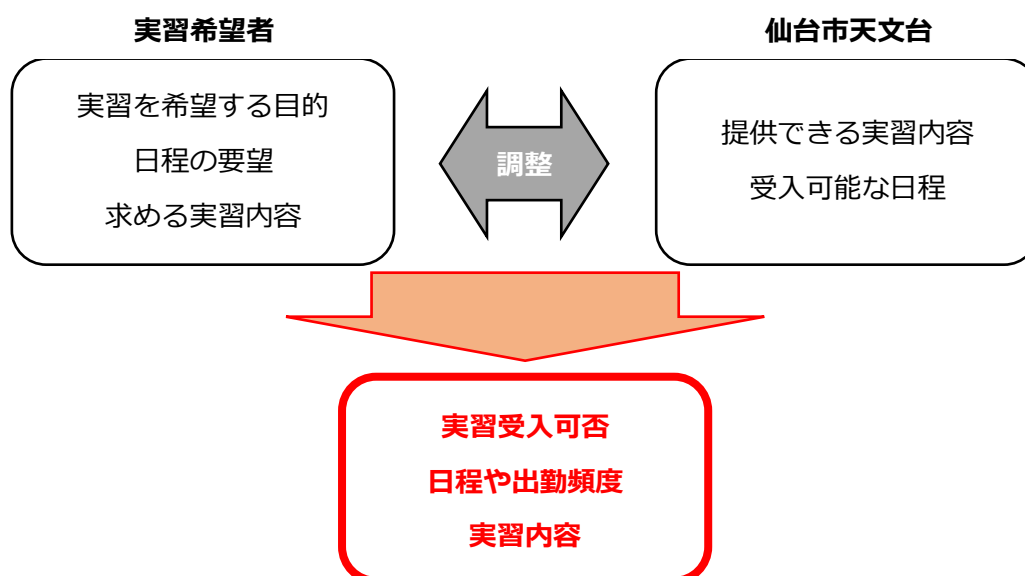 実習希望者
実習を希望する目的
日程の要望
求める実習内容
調整
仙台市天文台
提供できる実習内容
受入可能な日程
実習受入可否
日程や出勤頻度
実習内容